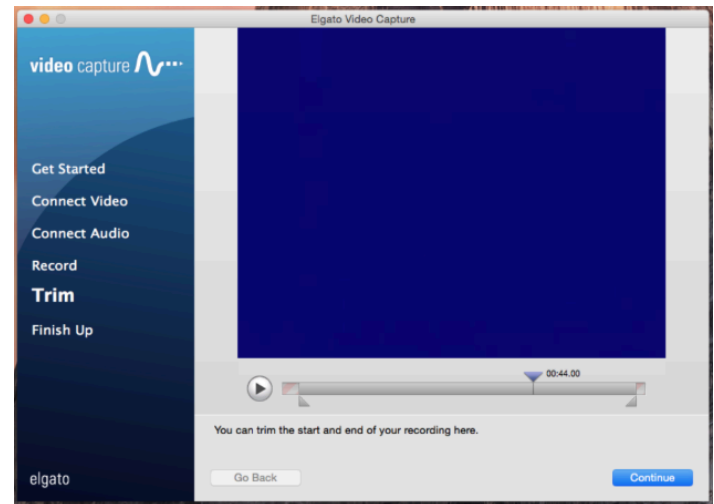 Elgato Video Capture
video capture
Get Started
Connect Video
Connect Audio
Record
Trim
Finish Up
00:44.00
You can trim the start and end of your recording here.
elgato
Go Back
Continue